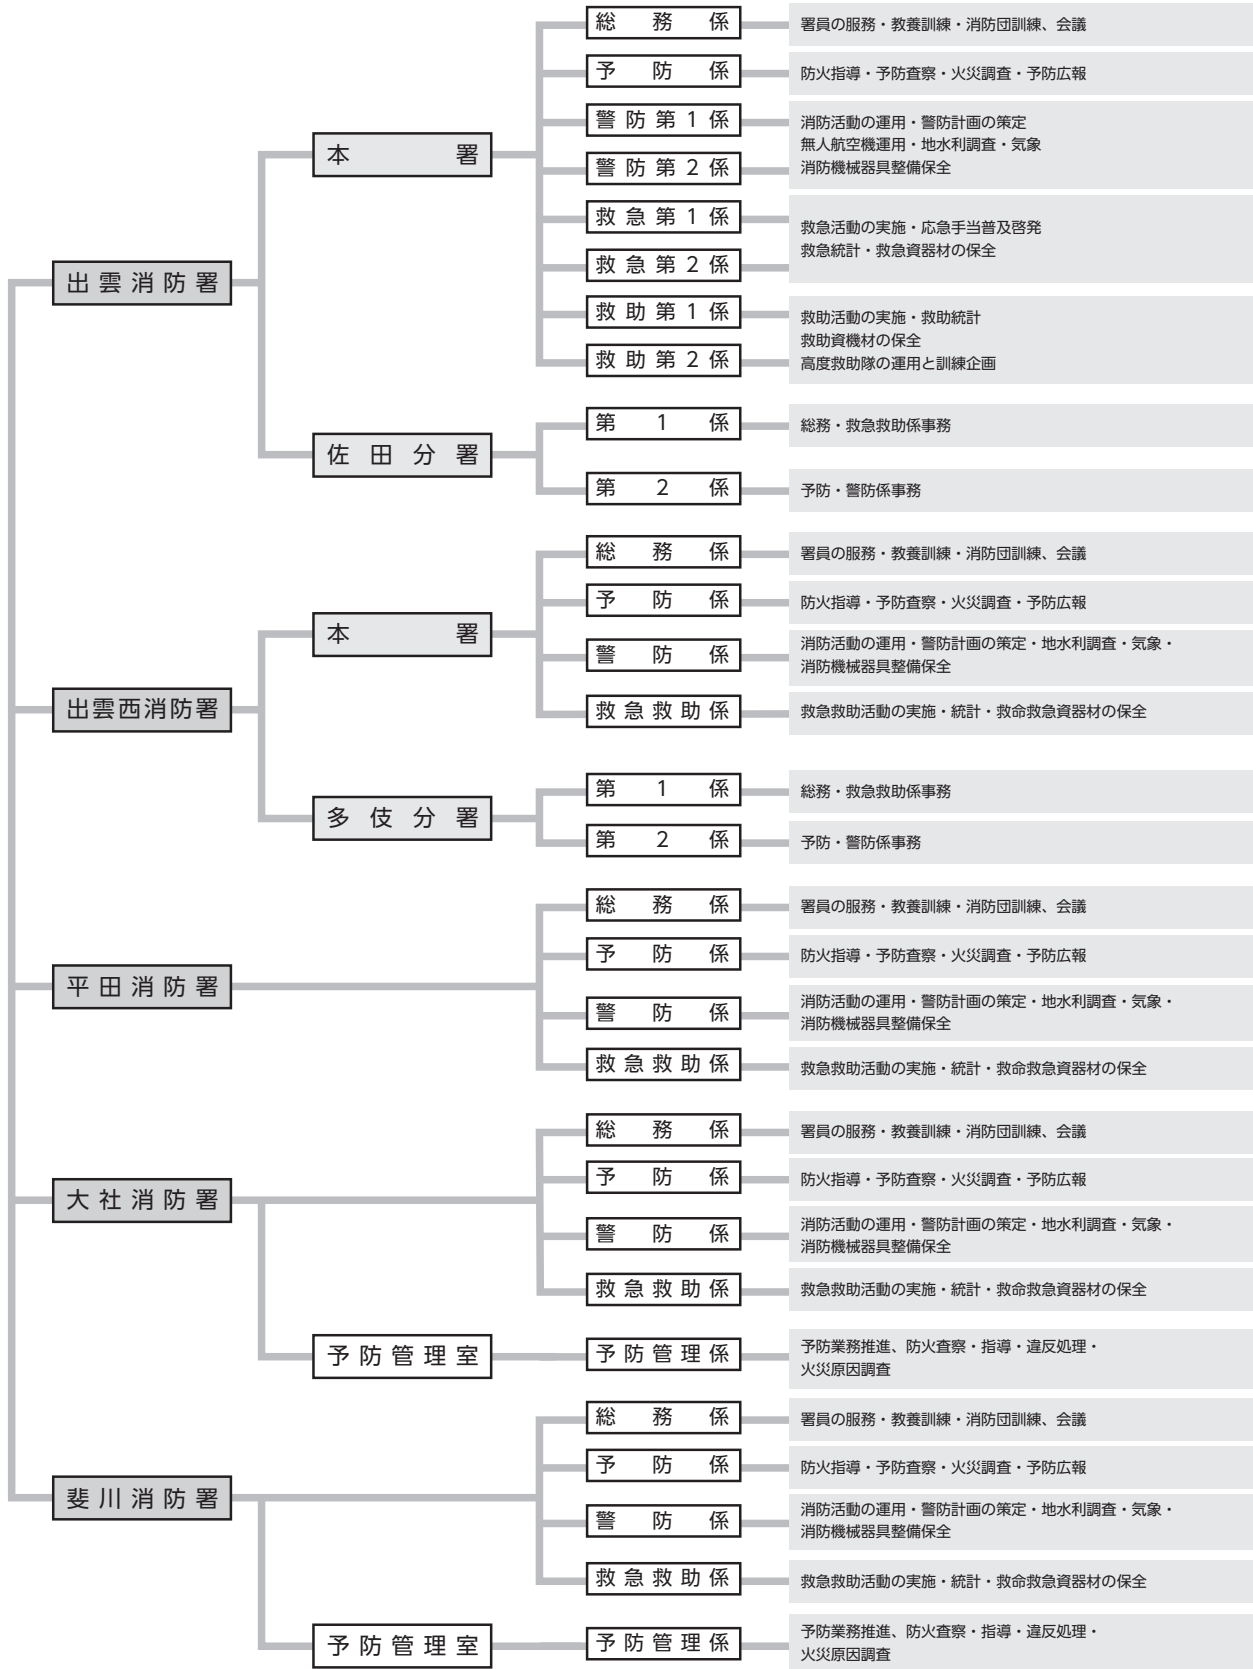 出雲消防署
本署
総務係
署員の服務・教養訓練・消防団訓練、会議
予防係
防火指導・予防査察・火災調査・予防広報
警防第1係
警防第2係
消防活動の運用・警防計画の策定
無人航空機運用・地水利調査・気象
消防機械器具整備保全
救急第1係
救急第2係
救急活動の実施・応急手当普及啓発
救急統計・救急資器材の保全
救助第1係
救助第2係
救助活動の実施・救助統計
救助資機材の保全
高度救助隊の運用と訓練企画
佐田分署
第1係
総務・救急救助係事務
第2係
予防・警防係事務
出雲西消防署
本署
総務係
署員の服務・教養訓練・消防団訓練、会議
予防係
防火指導・予防査察・火災調査・予防広報
警防係
消防活動の運用・警防計画の策定・地水利調査・気象・
消防機械器具整備保全
救急救助係
救急救助活動の実施・統計・救命救急資器材の保全
多伎分署
第1係
総務・救急救助係事務
第2係
予防・警防係事務
平田消防署
総務係
署員の服務・教養訓練・消防団訓練、会議
予防係
防火指導・予防査察・火災調査・予防広報
警防係
消防活動の運用・警防計画の策定・地水利調査・気象・
消防機械器具整備保全
救急救助係
救急救助活動の実施・統計・救命救急資器材の保全
大社消防署
総務係
署員の服務・教養訓練・消防団訓練、会議
予防係
防火指導・予防査察・火災調査・予防広報
警防係
消防活動の運用・警防計画の策定・地水利調査・気象・
消防機械器具整備保全
救急救助係
救急救助活動の実施・統計・救命救急資器材の保全
予防管理室
予防管理係
予防業務推進、防火査察・指導・違反処理・
火災原因調査
斐川消防署
総務係
署員の服務・教養訓練・消防団訓練、会議
予防係
防火指導・予防査察・火災調査・予防広報
警防係
消防活動の運用・警防計画の策定・地水利調査・気象・
消防機械器具整備保全
救急救助係
救急救助活動の実施・統計・救命救急資器材の保全
予防管理室
予防管理係
予防業務推進、防火査察・指導・違反処理・
火災原因調査